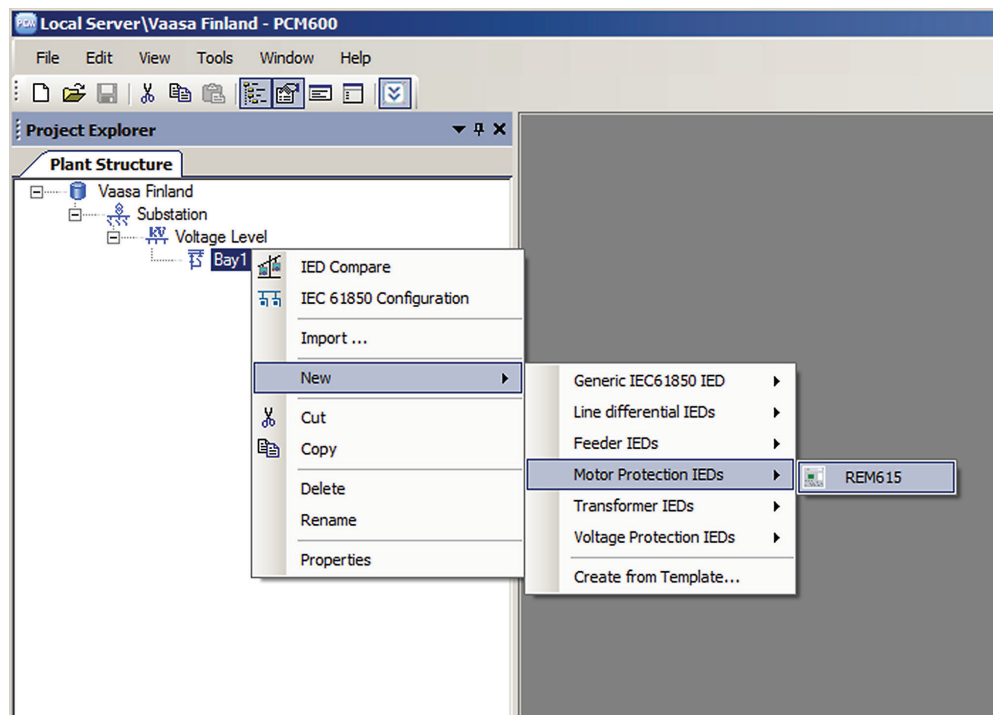 Local Server\Vaasa Finland - PCM600
File Edit View Tools Window Help
Project Explorer
Plant Structure
Vaasa Finland
Substation
Voltage Level
Bay1
IED Compare
IEC 61850 Configuration
Import ...
New
Cut
Copy
Delete
Rename
Properties
Generic IEC61850 IED
Line differential IEDs
Feeder IEDs
Motor Protection IEDs
Transformer IEDs
Voltage Protection IEDs
Create from Template...
REM615